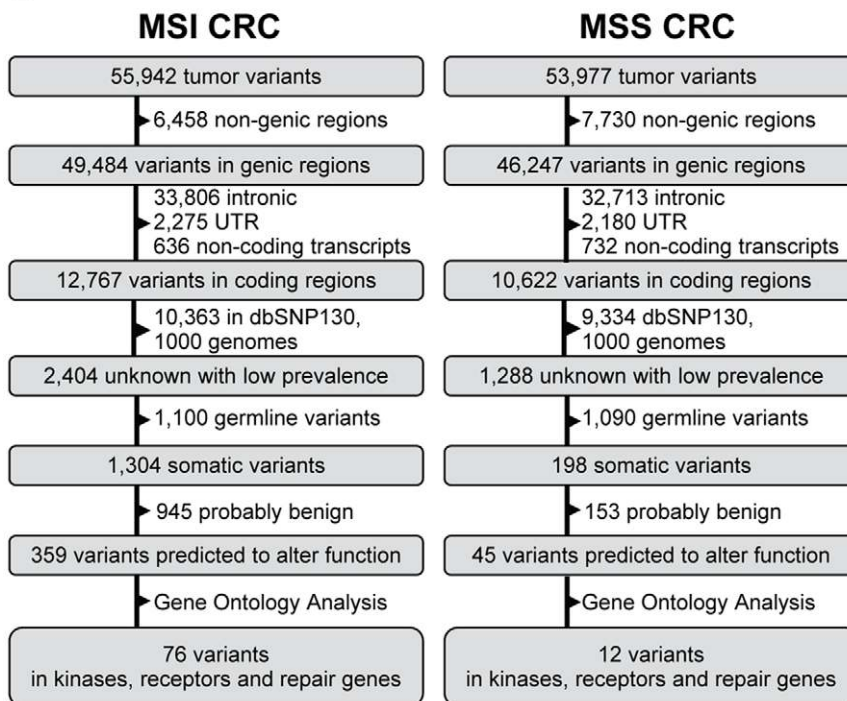 MSI CRC
55,942 tumor variants
6,458 non-genic regions
49,484 variants in genic regions
33,806 intronic
2,275 UTR
636 non-coding transcripts
12,767 variants in coding regions
10,363 in dbSNP130,
1000 genomes
2,404 unknown with low prevalence
1,100 germline variants
1,304 somatic variants
945 probably benign
359 variants predicted to alter function
Gene Ontology Analysis
76 variants
in kinases, receptors and repair genes
MSS CRC
53,977 tumor variants
7,730 non-genic regions
46,247 variants in genic regions
32,713 intronic
2,180 UTR
732 non-coding transcripts
10,622 variants in coding regions
9,334 dbSNP130,
1000 genomes
1,288 unknown with low prevalence
1,090 germline variants
198 somatic variants
153 probably benign
45 variants predicted to alter function
Gene Ontology Analysis
12 variants
in kinases, receptors and repair genes